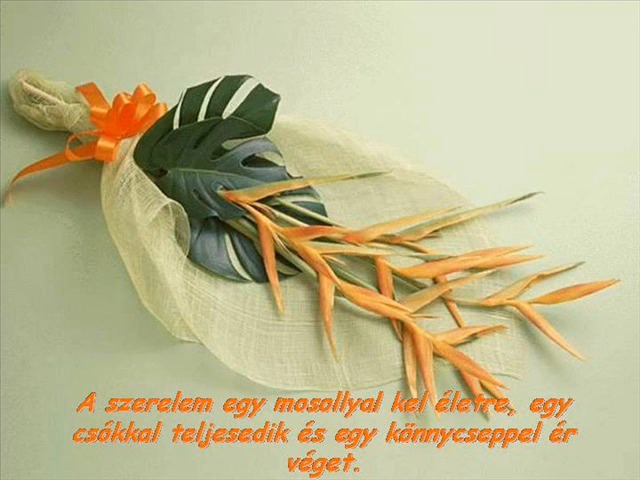 A szerelem egy mosollyal kel életre, egy
csókkal teljesedik és egy könnycseppel ér
véget.